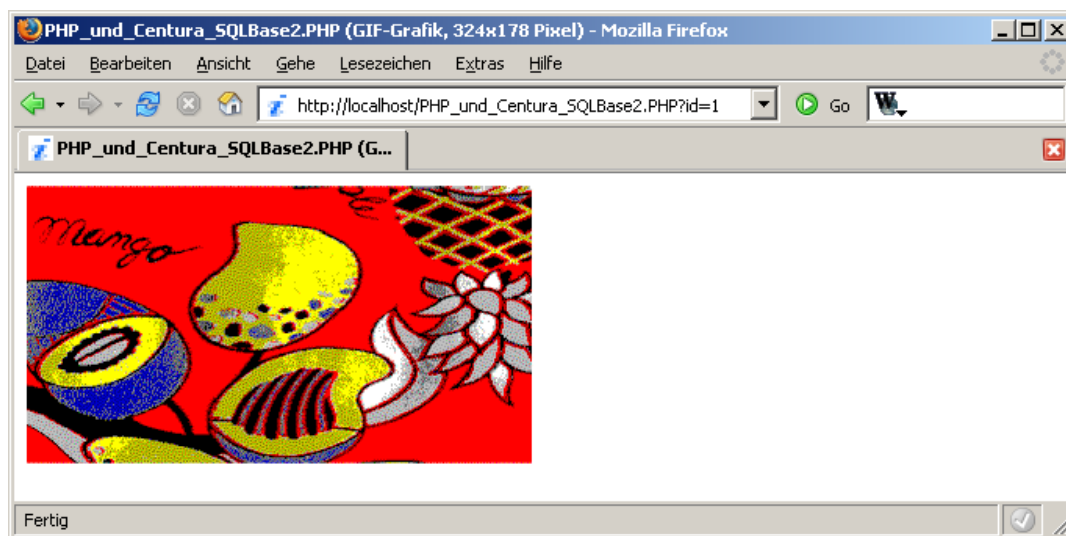 PHP_und_Centura_SQLBase2.PHP (GIF-Grafik, 324x178 Pixel) - Mozilla Firefox
Datei Bearbeiten Ansicht Gehe Lesezeichen Extras Hilfe
http://localhost/PHP_und_Centura_SQLBase2.PHP?id=1 Go W
PHP_und_Centura_SQLBase2.PHP (G...
Mango
Fertig